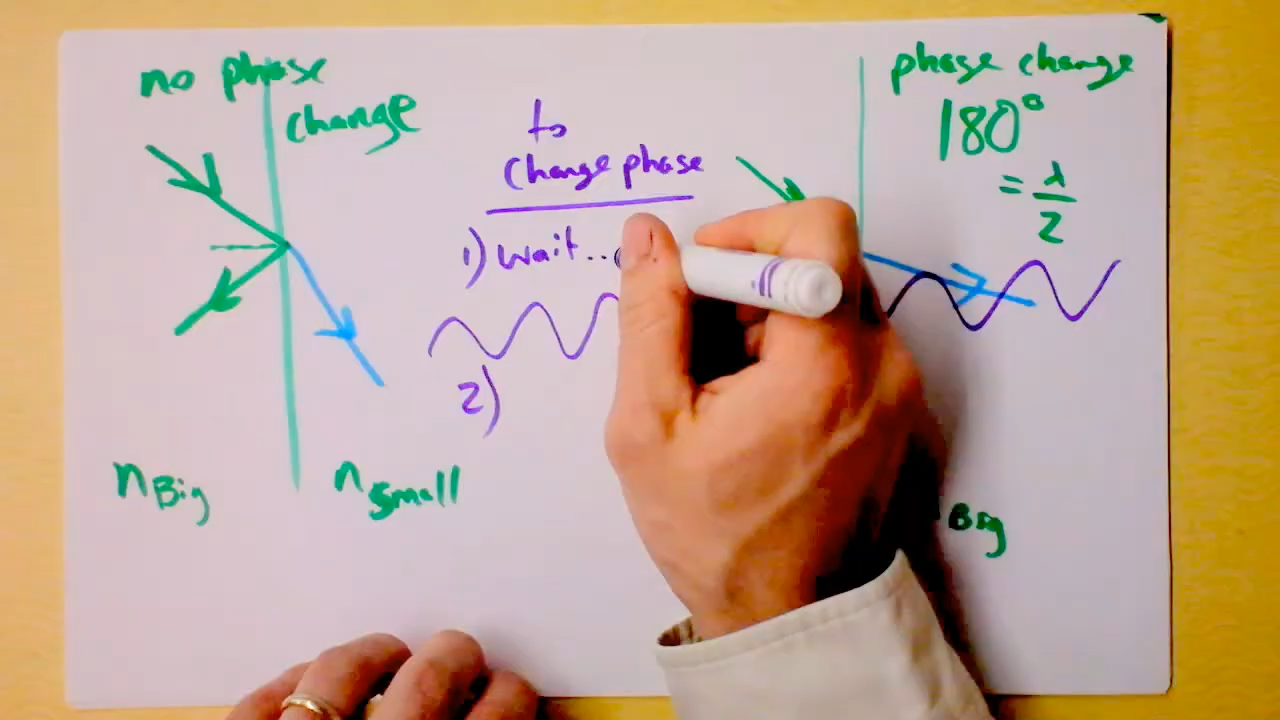 no phase
change
n Big
n small
to
change phase
1) wait..
2)
phase change
180°
= λ/2
Big